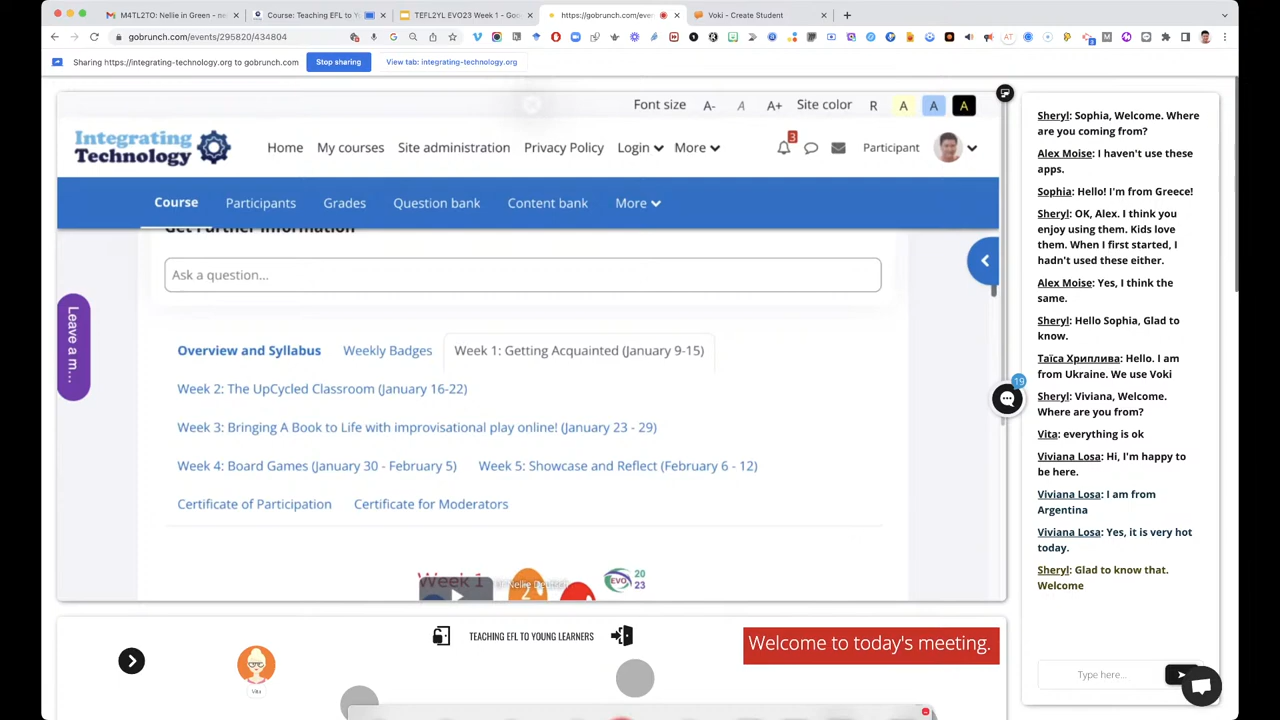 M4TL2TO: Nellie in Green - ne
Course: Teaching EFL to Y
TEFL2YL EVO23 Week 1 - Goo
https://gobrunch.com/even
Voki - Create Student
gobrunch.com/events/295820/434804
Sharing https://integrating-technology.org to gobrunch.com
Stop sharing
View tab: integrating-technology.org
Font size A- A A+ Site color R A A A
Integrating
Technology
Home My courses Site administration Privacy Policy Login More
3
Participant
Course Participants Grades Question bank Content bank More
Get Further Information
Ask a question...
Leave a m...
Overview and Syllabus Weekly Badges Week 1: Getting Acquainted (January 9-15)
Week 2: The UpCycled Classroom (January 16-22)
Week 3: Bringing A Book to Life with improvisational play online! (January 23 - 29)
Week 4: Board Games (January 30 - February 5) Week 5: Showcase and Reflect (February 6 - 12)
Certificate of Participation Certificate for Moderators
Week 1
2
EVO 20
23
TEACHING EFL TO YOUNG LEARNERS
Welcome to today's meeting.
Vita
Sheryl: Sophia, Welcome. Where
are you coming from?
Alex Moise: I haven't use these
apps.
Sophia: Hello! I'm from Greece!
Sheryl: OK, Alex. I think you
enjoy using them. Kids love
them. When I first started, I
hadn't used these either.
Alex Moise: Yes, I think the
same.
Sheryl: Hello Sophia, Glad to
know.
Таїса Хриплива: Hello. I am
from Ukraine. We use Voki
19
Sheryl: Viviana, Welcome.
Where are you from?
Vita: everything is ok
Viviana Losa: Hi, I'm happy to
be here.
Viviana Losa: I am from
Argentina
Viviana Losa: Yes, it is very hot
today.
Sheryl: Glad to know that.
Welcome
Type here...